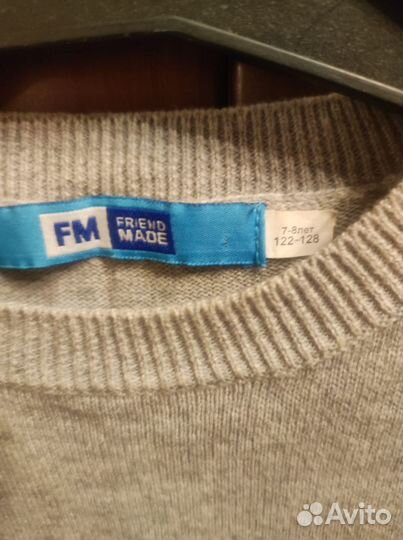 FM
FRIEND
MADE
7-8лет
122-128
Avito